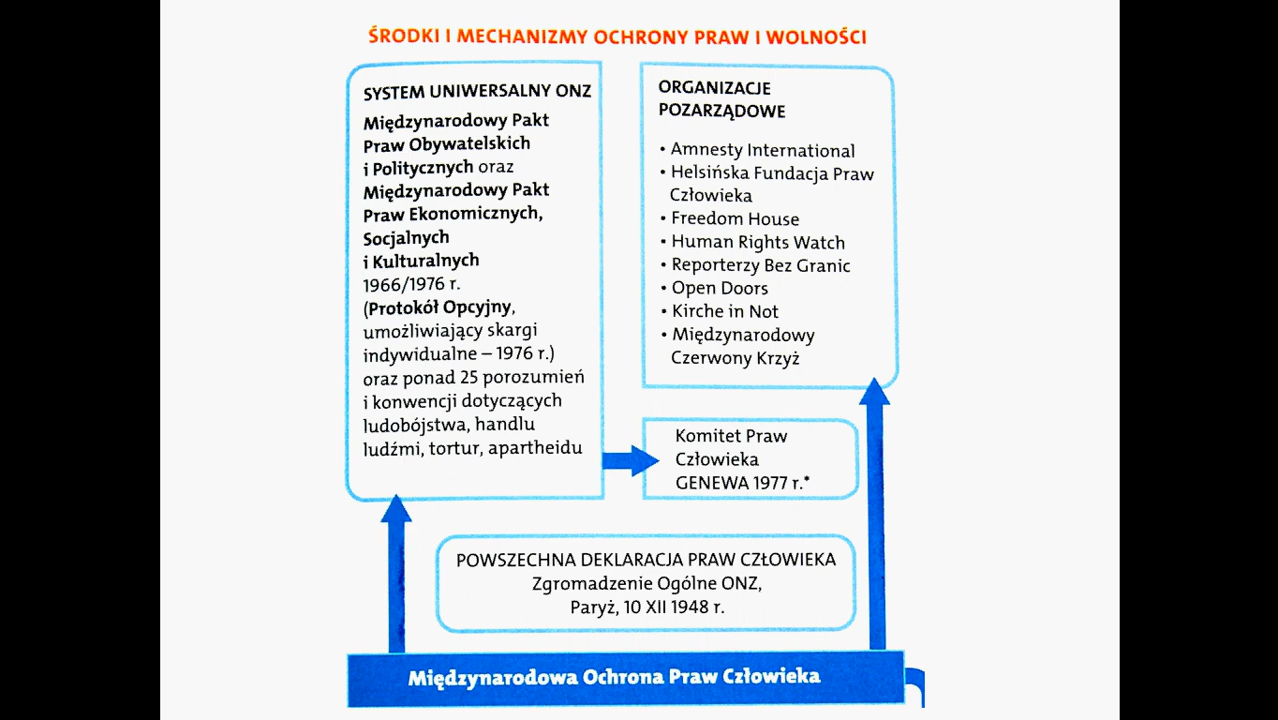 ŚRODKI I MECHANIZMY OCHRONY PRAW I WOLNOŚCI
SYSTEM UNIWERSALNY ONZ
Międzynarodowy Pakt
Praw Obywatelskich
i Politycznych oraz
Międzynarodowy Pakt
Praw Ekonomicznych,
Socjalnych
i Kulturalnych
1966/1976 r.
(Protokół Opcyjny,
umożliwiający skargi
indywidualne – 1976 r.)
oraz ponad 25 porozumień
i konwencji dotyczących
ludobójstwa, handlu
ludźmi, tortur, apartheidu
ORGANIZACJE
POZARZĄDOWE
• Amnesty International
• Helsińska Fundacja Praw
Człowieka
• Freedom House
• Human Rights Watch
• Reporterzy Bez Granic
• Open Doors
• Kirche in Not
• Międzynarodowy
Czerwony Krzyż
Komitet Praw
Człowieka
GENEWA 1977 r.*
POWSZECHNA DEKLARACJA PRAW CZŁOWIEKA
Zgromadzenie Ogólne ONZ,
Paryż, 10 XII 1948 r.
Międzynarodowa Ochrona Praw Człowieka